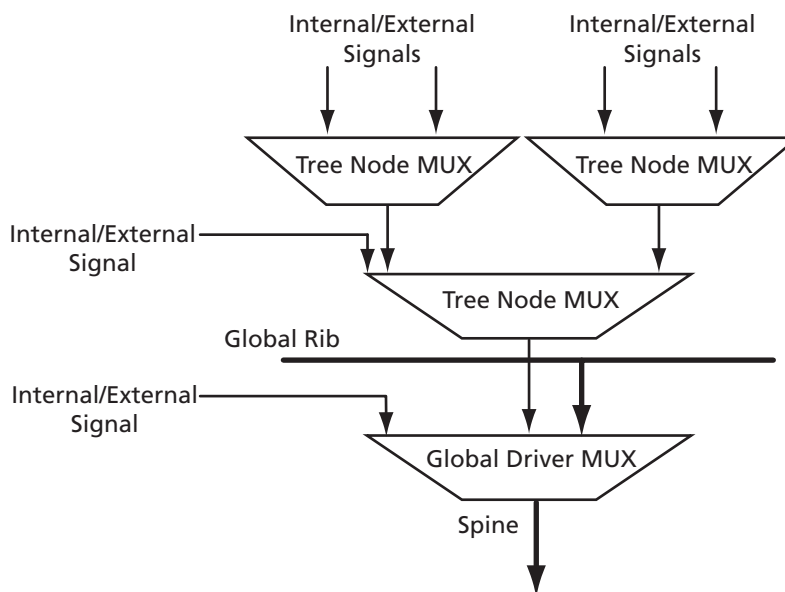 Internal/External
Signals
Internal/External
Signals
Tree Node MUX
Tree Node MUX
Internal/External
Signal
Tree Node MUX
Global Rib
Internal/External
Signal
Global Driver MUX
Spine